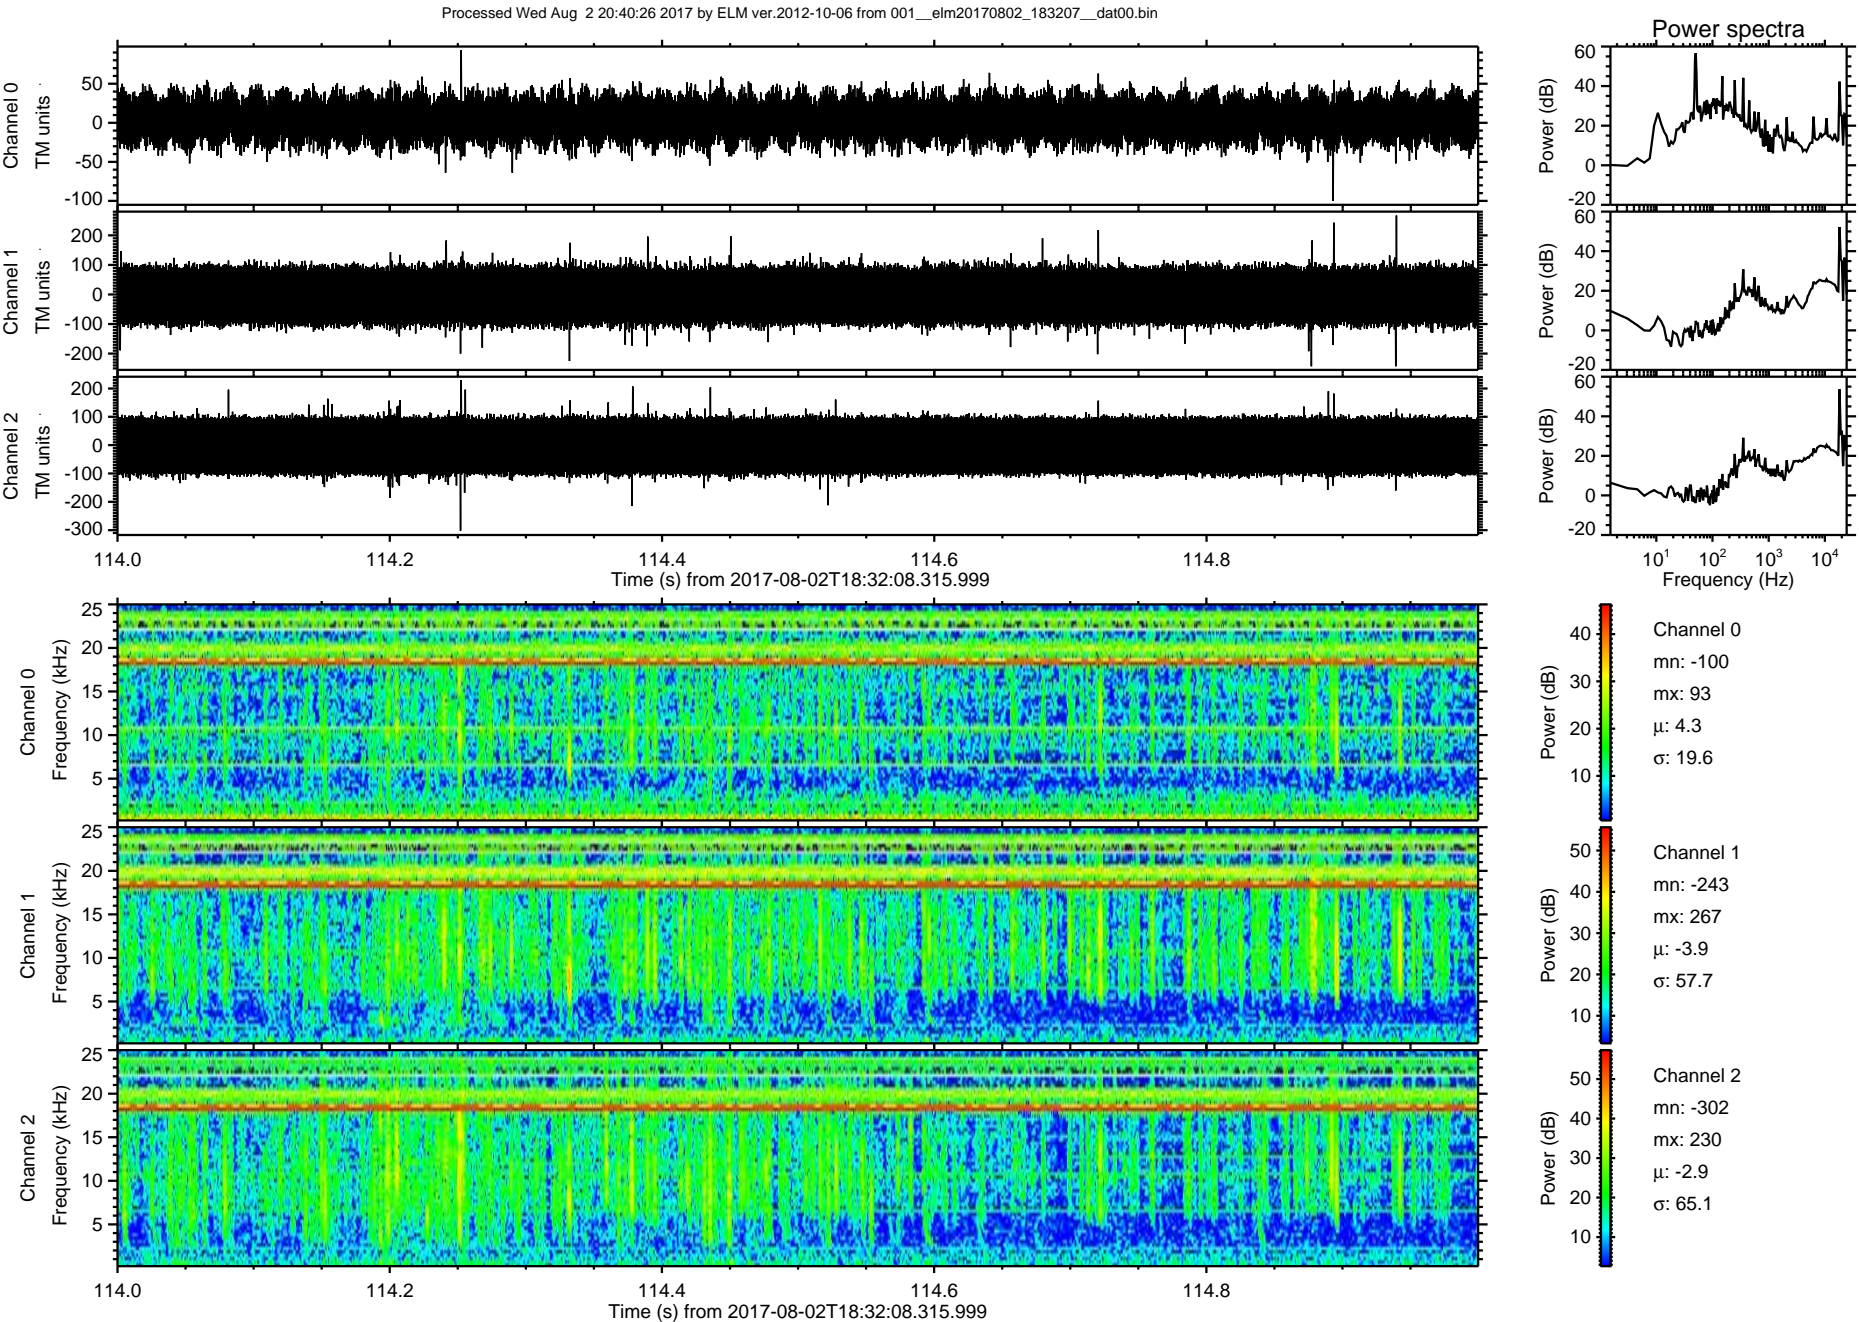 Processed Wed Aug  2 20:40:26 2017 by ELM ver.2012-10-06 from 001__elm20170802_183207__dat00.bin
Power spectra
Channel 0
TM units
50
0
-50
-100
Power (dB)
60
40
20
0
-20
Channel 1
TM units
200
100
0
-100
-200
Power (dB)
60
40
20
0
-20
Channel 2
TM units
200
100
0
-100
-200
-300
Power (dB)
60
40
20
0
-20
114.0 114.2 114.4 114.6 114.8
Time (s) from 2017-08-02T18:32:08.315.999
10¹ 10² 10³ 10⁴
Frequency (Hz)
Channel 0
Frequency (kHz)
25
20
15
10
5
Power (dB)
40
30
20
10
Channel 0
mn: -100
mx: 93
μ: 4.3
σ: 19.6
Channel 1
Frequency (kHz)
25
20
15
10
5
Power (dB)
50
40
30
20
10
Channel 1
mn: -243
mx: 267
μ: -3.9
σ: 57.7
Channel 2
Frequency (kHz)
25
20
15
10
5
Power (dB)
50
40
30
20
10
Channel 2
mn: -302
mx: 230
μ: -2.9
σ: 65.1
114.0 114.2 114.4 114.6 114.8
Time (s) from 2017-08-02T18:32:08.315.999